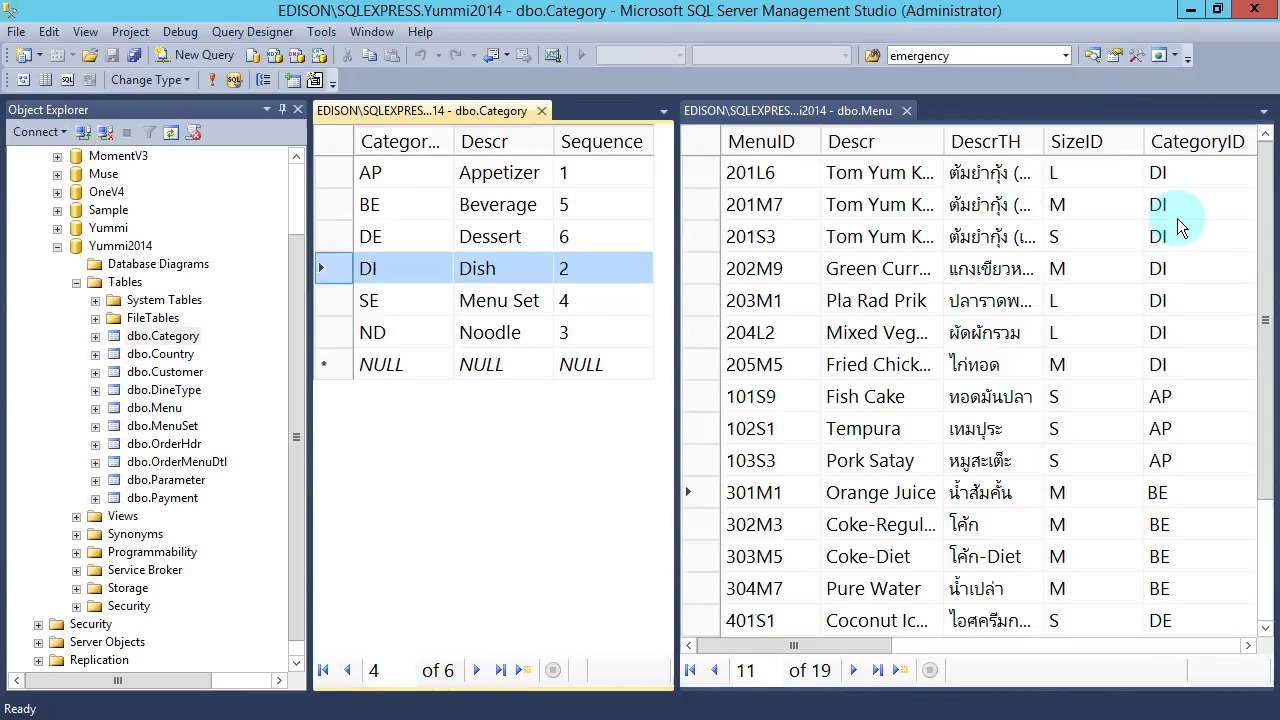 EDISON\SQLEXPRESS.Yummi2014 - dbo.Category - Microsoft SQL Server Management Studio (Administrator)
File Edit View Project Debug Query Designer Tools Window Help
New Query emergency
Change Type
Object Explorer
Connect
MomentV3
Muse
OneV4
Sample
Yummi
Yummi2014
Database Diagrams
Tables
System Tables
FileTables
dbo.Category
dbo.Country
dbo.Customer
dbo.DineType
dbo.Menu
dbo.MenuSet
dbo.OrderHdr
dbo.OrderMenuDtl
dbo.Parameter
dbo.Payment
Views
Synonyms
Programmability
Service Broker
Storage
Security
Security
Server Objects
Replication
EDISON\SQLEXPRES...14 - dbo.Category
Categor... Descr Sequence
AP Appetizer 1
BE Beverage 5
DE Dessert 6
DI Dish 2
SE Menu Set 4
ND Noodle 3
NULL NULL NULL
4 of 6
EDISON\SQLEXPRES...i2014 - dbo.Menu
MenuID Descr DescrTH SizeID CategoryID
201L6 Tom Yum K... ต้มยำกุ้ง (... L DI
201M7 Tom Yum K... ต้มยำกุ้ง (... M DI
201S3 Tom Yum K... ต้มยำกุ้ง (เ... S DI
202M9 Green Curr... แกงเขียวห... M DI
203M1 Pla Rad Prik ปลาราดพ... L DI
204L2 Mixed Veg... ผัดผักรวม L DI
205M5 Fried Chick... ไก่ทอด M DI
101S9 Fish Cake ทอดมันปลา S AP
102S1 Tempura เทมปุระ S AP
103S3 Pork Satay หมูสะเต๊ะ S AP
301M1 Orange Juice น้ำส้มคั้น M BE
302M3 Coke-Regul... โค้ก M BE
303M5 Coke-Diet โค้ก-Diet M BE
304M7 Pure Water น้ำเปล่า M BE
401S1 Coconut Ic... ไอศครีมก... S DE
11 of 19
Ready